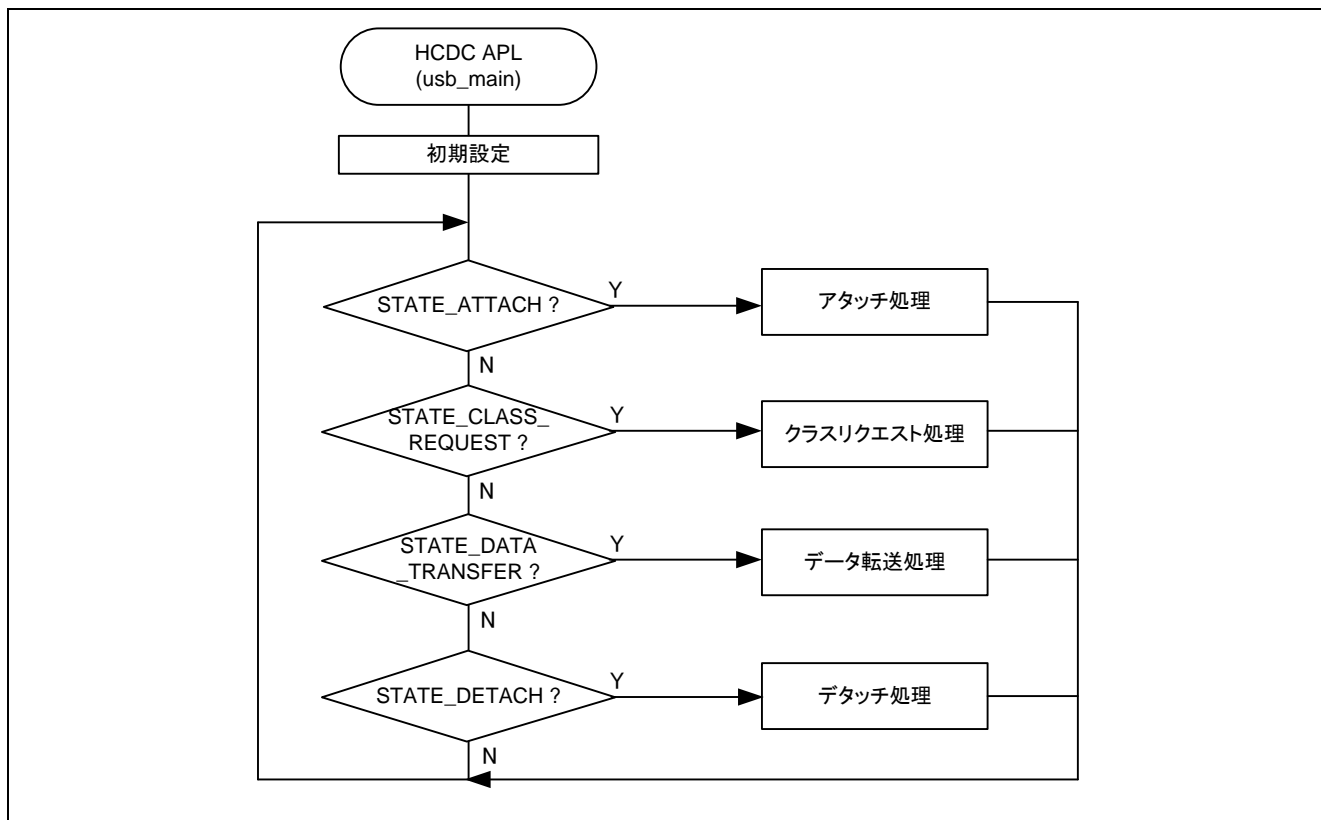 HCDC APL
(usb_main)
初期設定
STATE_ATTACH ?
Y
アタッチ処理
N
STATE_CLASS_
REQUEST ?
Y
クラスリクエスト処理
N
STATE_DATA
_TRANSFER ?
Y
データ転送処理
N
STATE_DETACH ?
Y
デタッチ処理
N